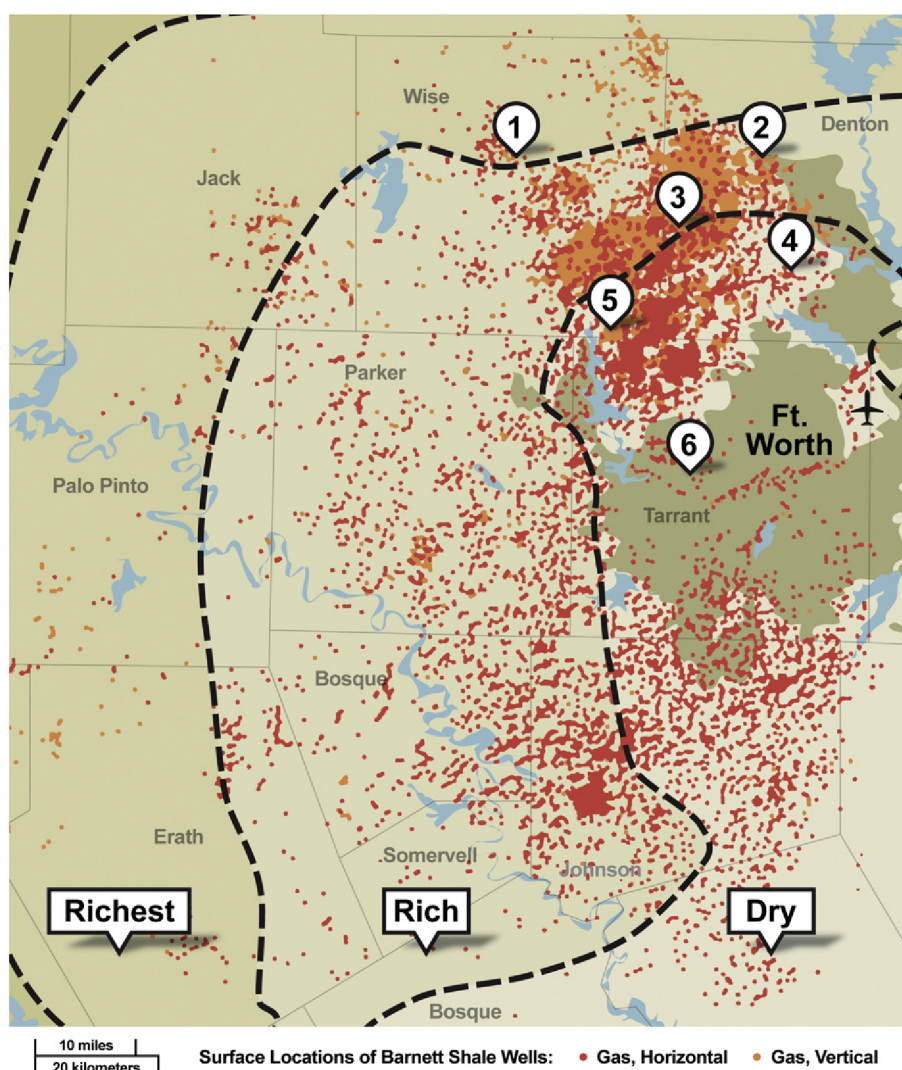 Wise
1
2
Denton
Jack
3
4
5
Parker
Ft.
Worth
6
Palo Pinto
Tarrant
Bosque
Erath
Somervell
Johnson
Richest
Rich
Dry
Bosque
10 miles
20 kilometers
Surface Locations of Barnett Shale Wells: Gas, Horizontal Gas, Vertical